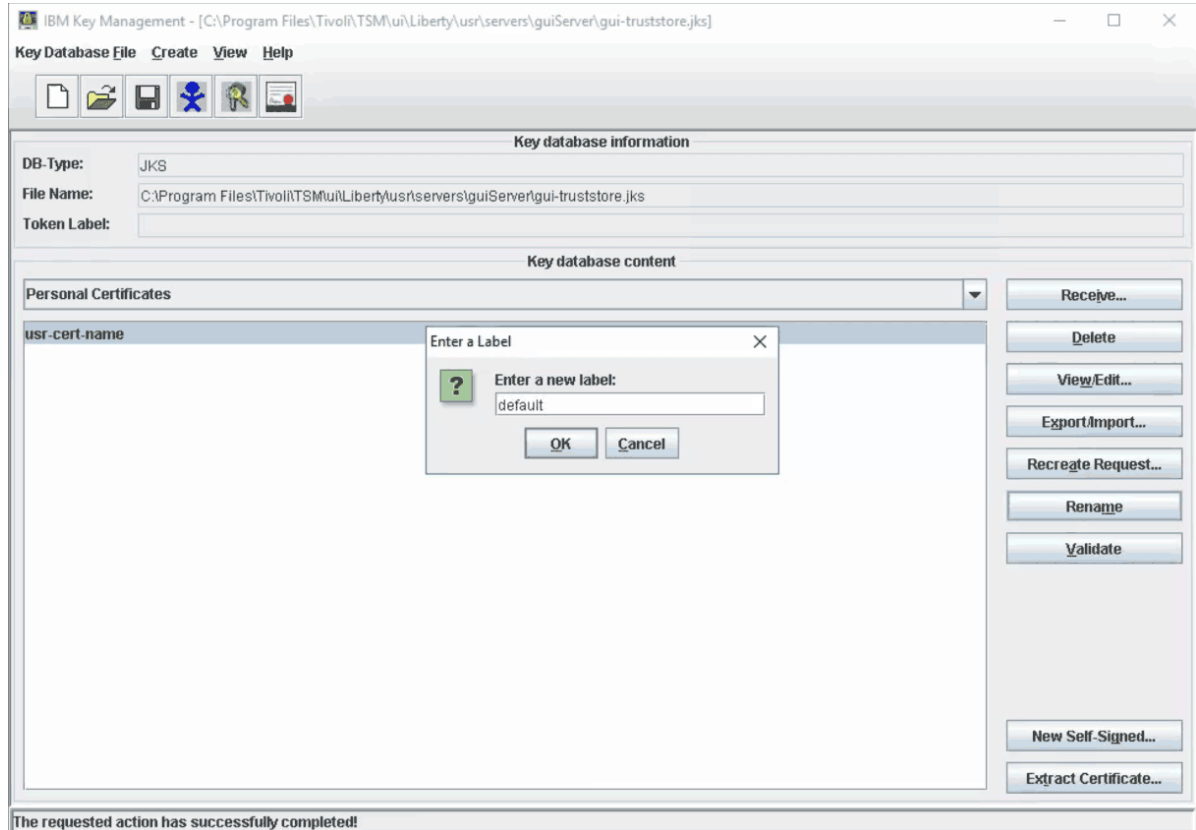 IBM Key Management - [C:\Program Files\Tivoli\TSM\ui\Liberty\usr\servers\guiServer\gui-truststore.jks]
Key Database File Create View Help
Key database information
DB-Type: JKS
File Name: C:\Program Files\Tivoli\TSM\ui\Liberty\usr\servers\guiServer\gui-truststore.jks
Token Label:
Key database content
Personal Certificates
Receive...
usr-cert-name
Delete
Enter a Label
?
Enter a new label:
default
OK Cancel
View/Edit...
Export/Import...
Recreate Request...
Rename
Validate
New Self-Signed...
Extract Certificate...
The requested action has successfully completed!